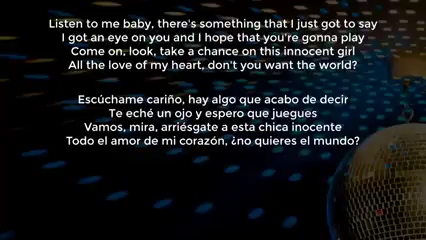 Listen to me baby, there's something that I just got to say
I got an eye on you and I hope that you're gonna play
Come on, look, take a chance on this innocent girl
All the love of my heart, don't you want the world?
Escúchame cariño, hay algo que acabo de decir
Te eché un ojo y espero que juegues
Vamos, mira, arriésgate a esta chica inocente
Todo el amor de mi corazón, ¿no quieres el mundo?